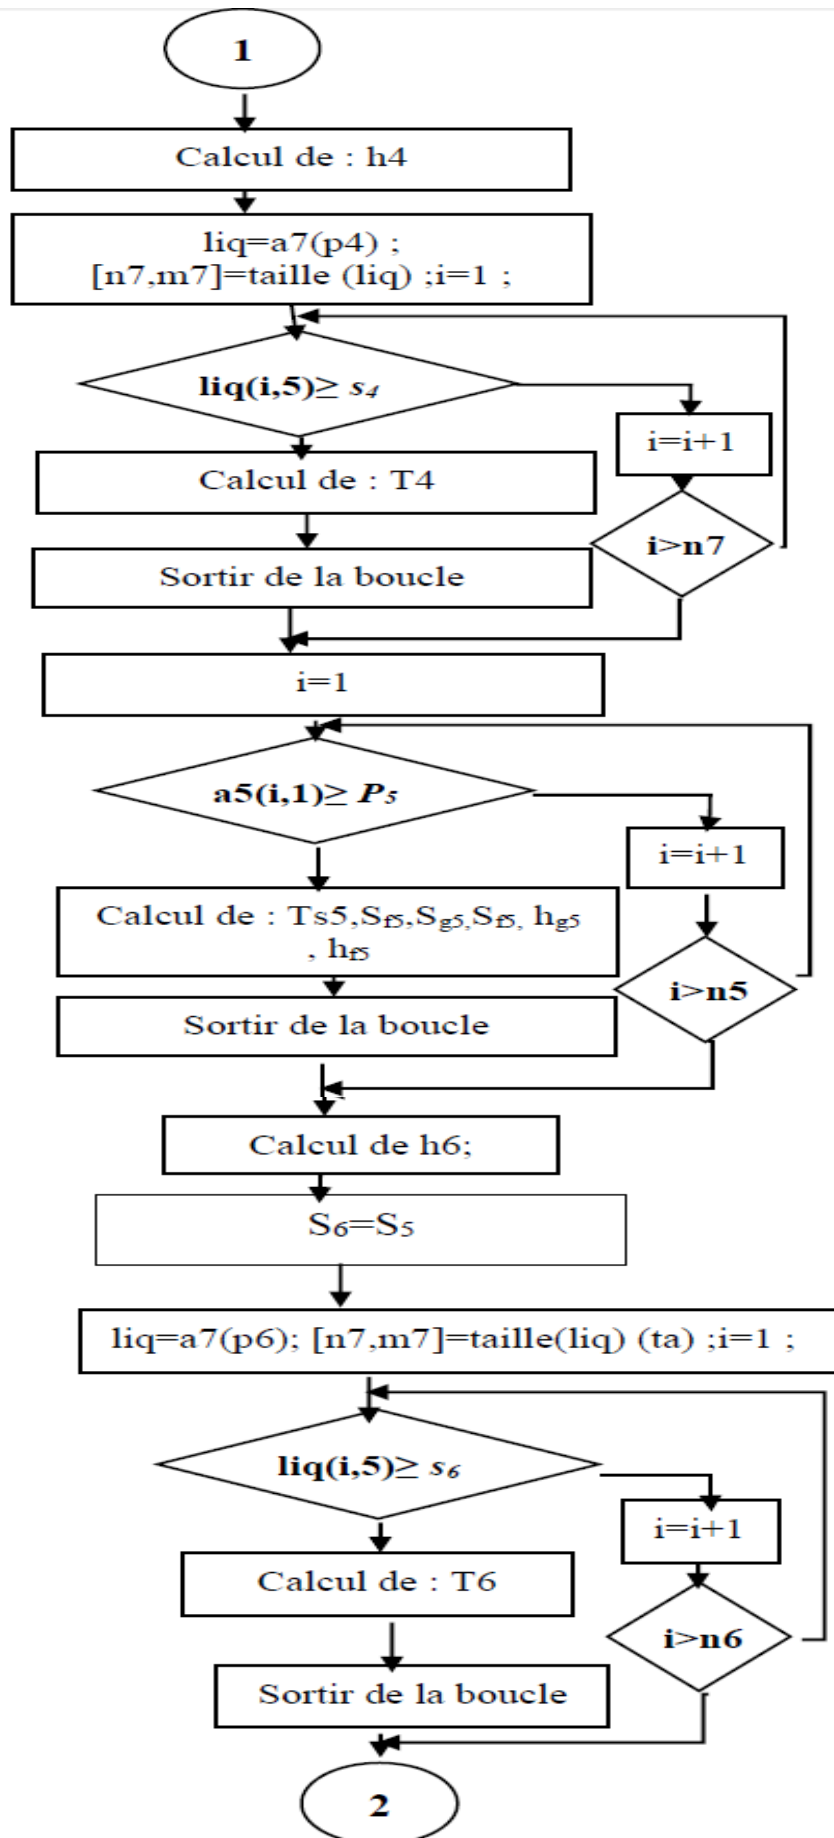 1
Calcul de : h4
liq=a7(p4) ;
[n7,m7]=taille (liq) ;i=1 ;
liq(i,5)≥ s4
i=i+1
Calcul de : T4
i>n7
Sortir de la boucle
i=1
a5(i,1)≥ P5
i=i+1
Calcul de : Ts5,Sf5,Sg5,Sf5, hg5
, hf5
i>n5
Sortir de la boucle
Calcul de h6;
S6=S5
liq=a7(p6); [n7,m7]=taille(liq) (ta) ;i=1 ;
liq(i,5)≥ s6
i=i+1
Calcul de : T6
i>n6
Sortir de la boucle
2